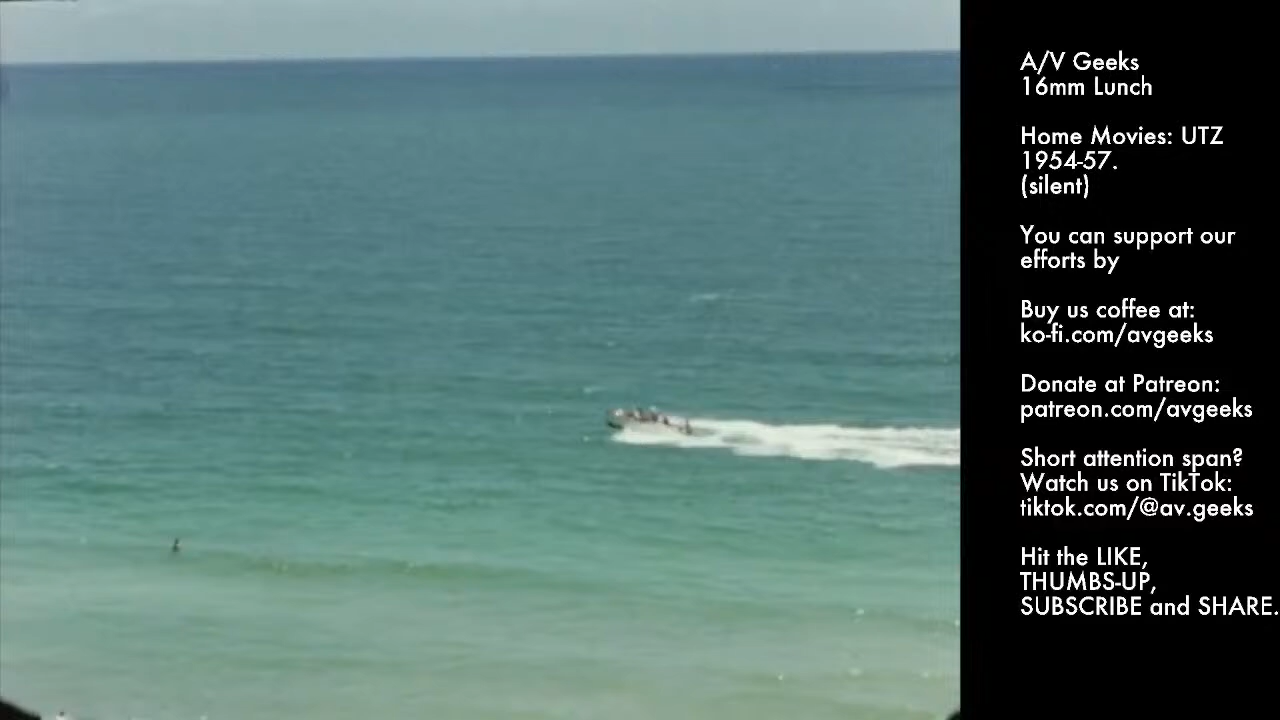 A/V Geeks
16mm Lunch
Home Movies: UTZ
1954-57.
(silent)
You can support our
efforts by
Buy us coffee at:
ko-fi.com/avgeeks
Donate at Patreon:
patreon.com/avgeeks
Short attention span?
Watch us on TikTok:
tiktok.com/@av.geeks
Hit the LIKE,
THUMBS-UP,
SUBSCRIBE and SHARE.